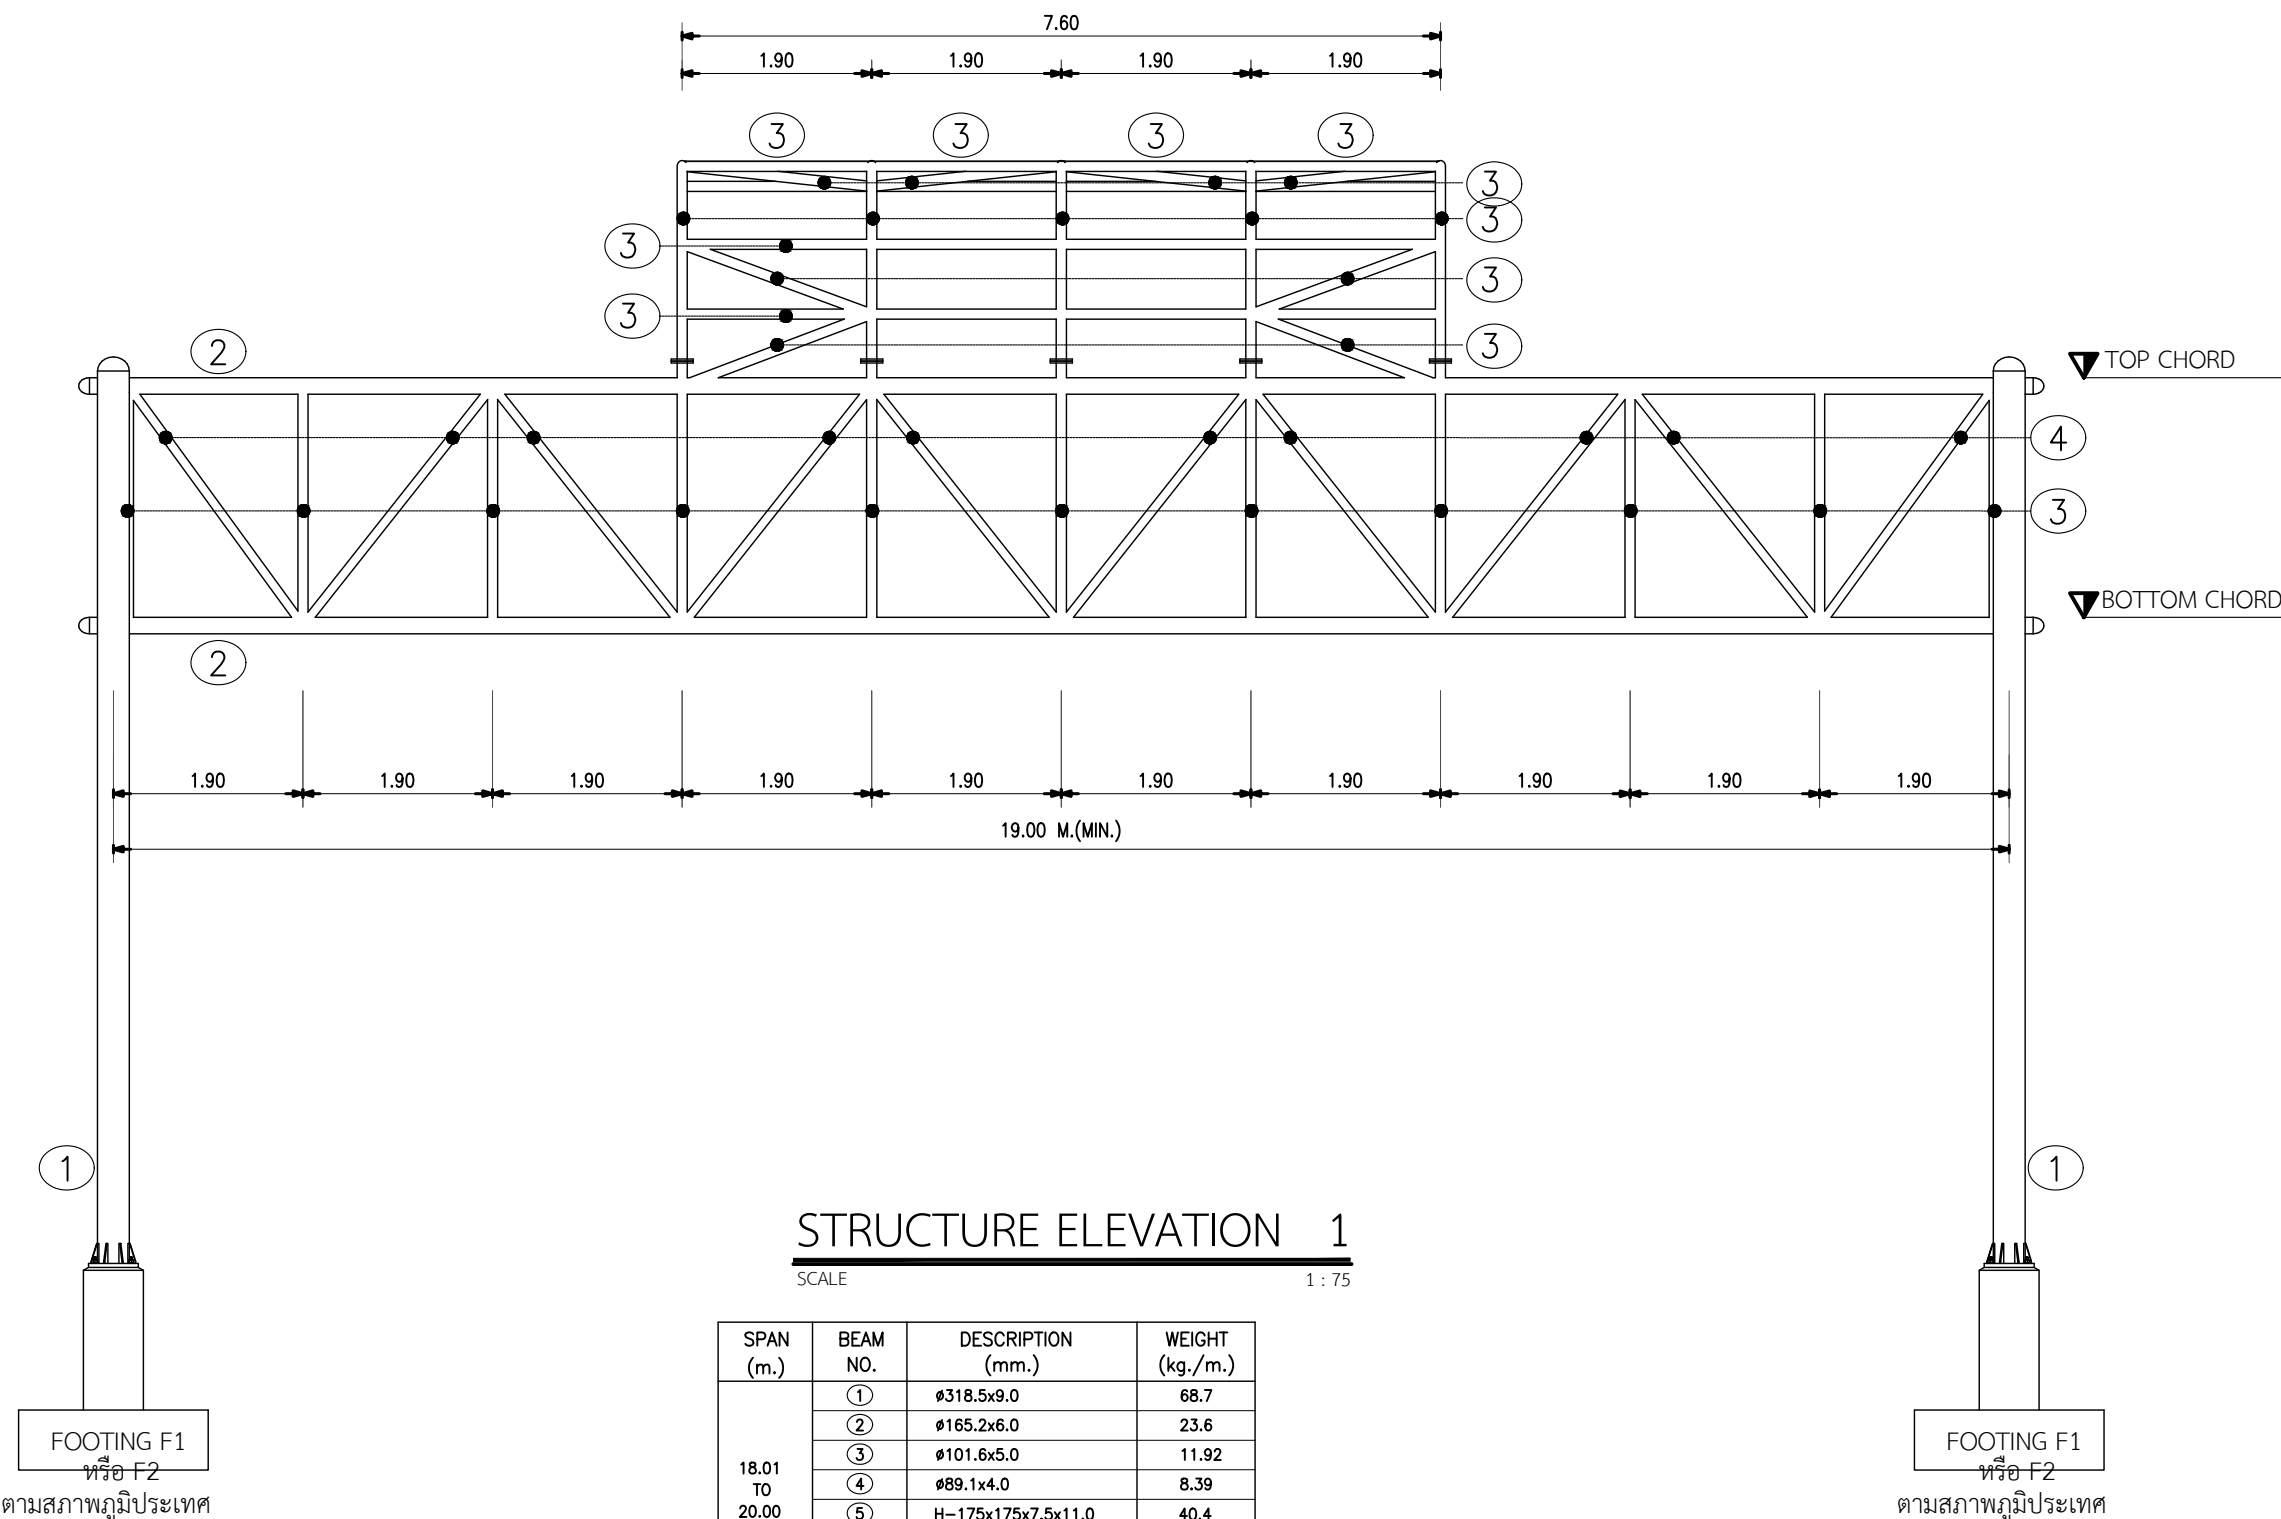 7.60
1.90 1.90 1.90 1.90
3 3 3 3
3
3
3
3
3
3
2
TOP CHORD
4
3
BOTTOM CHORD
2
1.90 1.90 1.90 1.90 1.90 1.90 1.90 1.90 1.90 1.90
19.00 M.(MIN.)
1 1
STRUCTURE ELEVATION 1
SCALE 1 : 75
SPAN (m.) BEAM NO. DESCRIPTION (mm.) WEIGHT (kg./m.)
18.01 TO 20.00
1 ø318.5x9.0 68.7
2 ø165.2x6.0 23.6
3 ø101.6x5.0 11.92
4 ø89.1x4.0 8.39
5 H-175x175x7.5x11.0 40.4
FOOTING F1
หรือ F2
ตามสภาพภูมิประเทศ
FOOTING F1
หรือ F2
ตามสภาพภูมิประเทศ